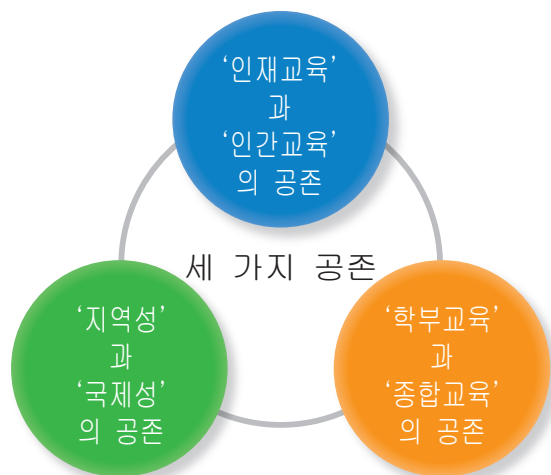 ‘인재교육’
과
‘인간교육’
의 공존
세 가지 공존
‘지역성’
과
‘국제성’
의 공존
‘학부교육’
과
‘종합교육’
의 공존